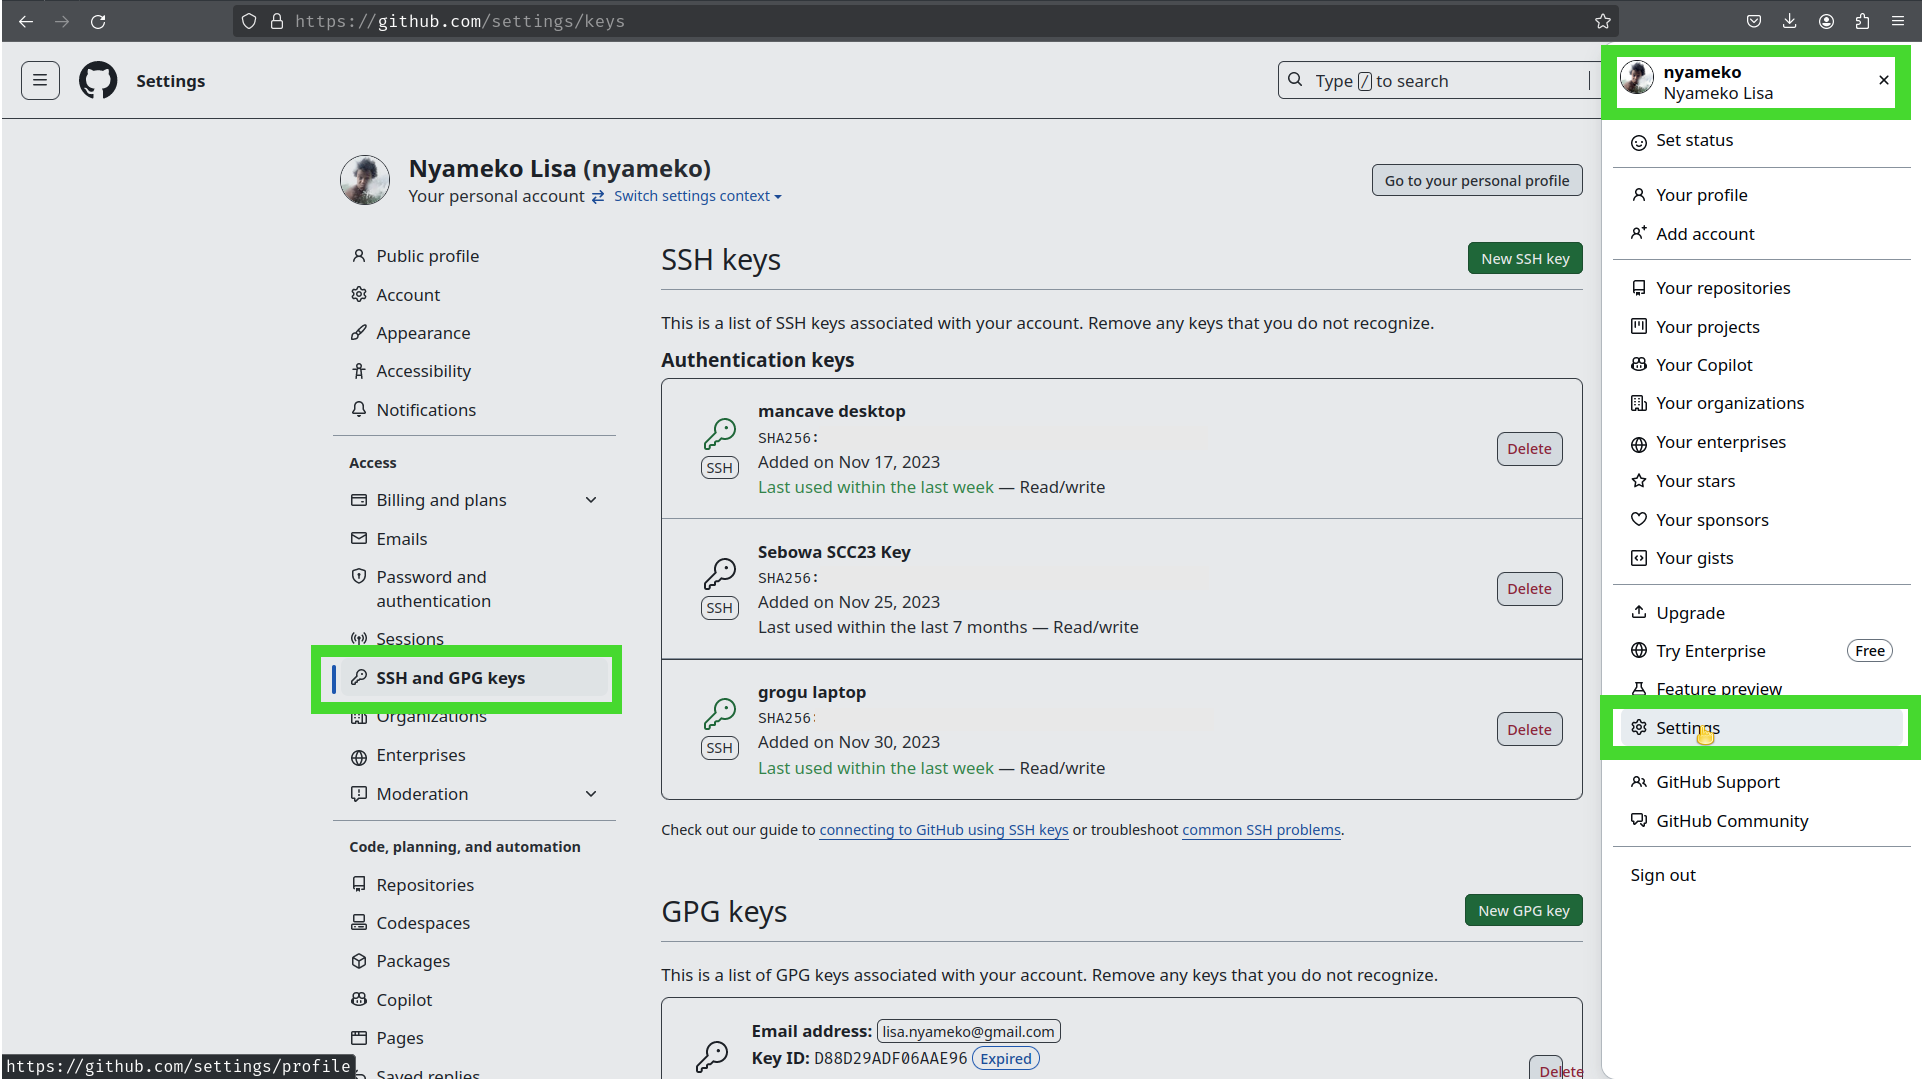 https://github.com/settings/keys
Settings
Type / to search
nyameko
Nyameko Lisa
Set status
Your profile
Add account
Your repositories
Your projects
Your Copilot
Your organizations
Your enterprises
Your stars
Your sponsors
Your gists
Upgrade
Try Enterprise Free
Feature preview
Settings
GitHub Support
GitHub Community
Sign out
Nyameko Lisa (nyameko)
Your personal account Switch settings context
Go to your personal profile
Public profile
Account
Appearance
Accessibility
Notifications
Access
Billing and plans
Emails
Password and
authentication
Sessions
SSH and GPG keys
Organizations
Enterprises
Moderation
Code, planning, and automation
Repositories
Codespaces
Packages
Copilot
Pages
Saved replies
SSH keys
New SSH key
This is a list of SSH keys associated with your account. Remove any keys that you do not recognize.
Authentication keys
mancave desktop
SHA256:
Added on Nov 17, 2023
Last used within the last week — Read/write
SSH
Delete
Sebowa SCC23 Key
SHA256:
Added on Nov 25, 2023
Last used within the last 7 months — Read/write
SSH
Delete
grogu laptop
SHA256:
Added on Nov 30, 2023
Last used within the last week — Read/write
SSH
Delete
Check out our guide to connecting to GitHub using SSH keys or troubleshoot common SSH problems.
GPG keys
New GPG key
This is a list of GPG keys associated with your account. Remove any keys that you do not recognize.
Email address: lisa.nyameko@gmail.com
Key ID: D88D29ADF06AAE96 Expired
Delete
https://github.com/settings/profile